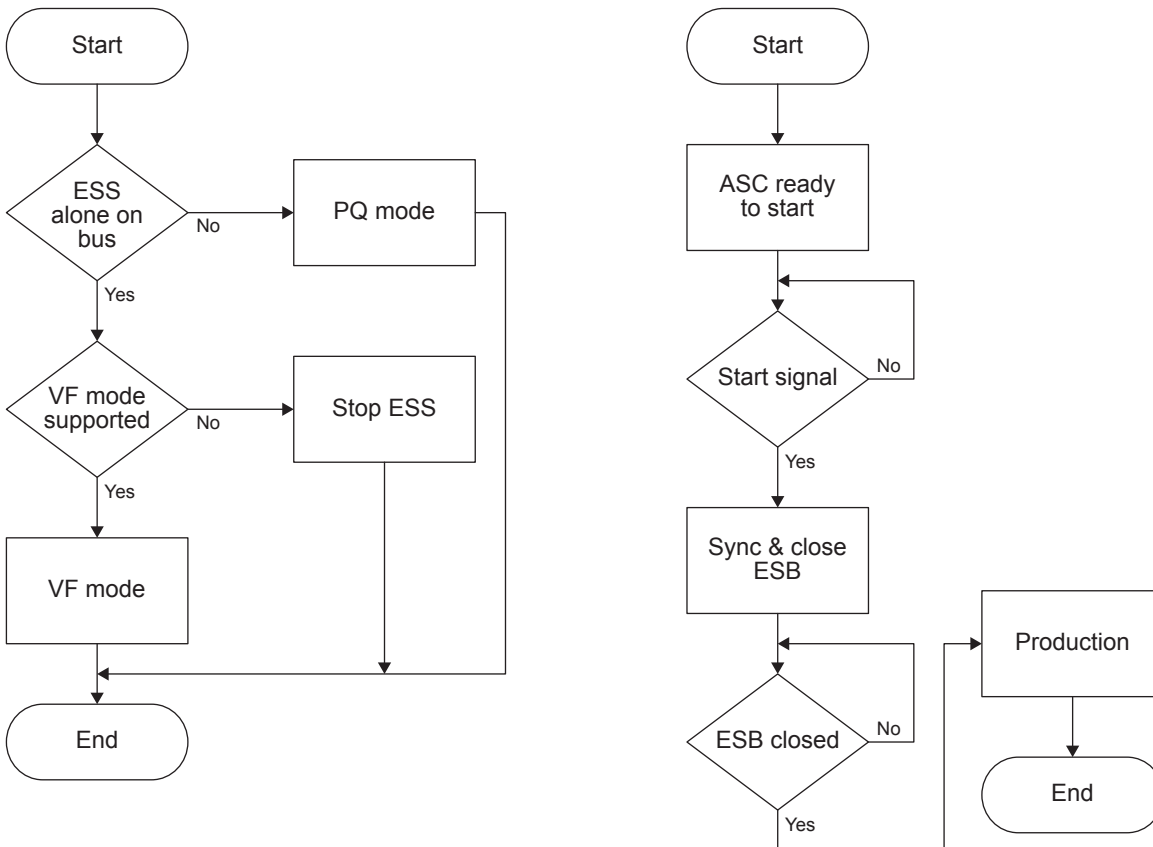 Start
ESS
alone on
bus
No
PQ mode
Yes
VF mode
supported
No
Stop ESS
Yes
VF mode
End
Start
ASC ready
to start
Start signal
No
Yes
Sync & close
ESB
ESB closed
No
Yes
Production
End